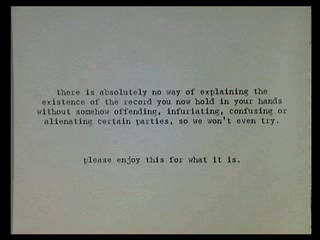 there is absolutely no way of explaining the
existence of the record you now hold in your hands
without somehow offending, infuriating, confusing or
alienating certain parties, so we won't even try.
please enjoy this for what it is.